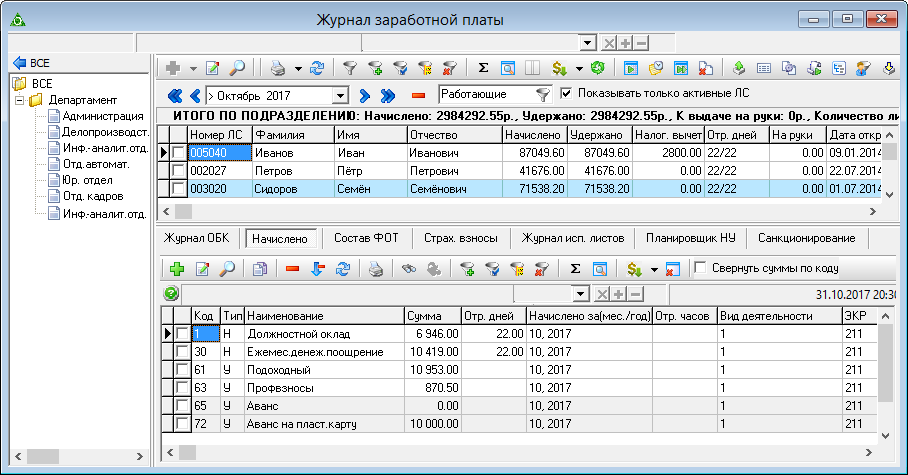 Журнал заработной платы
ВСЕ
ВСЕ
Департамент
Администрация
Делопроизводст.
Инф.-аналит.отд.
Отд.автомат.
Юр. отдел
Отд. кадров
Инф.-аналит.отд.
> Октябрь 2017
Работающие
Показывать только активные ЛС
ИТОГО ПО ПОДРАЗДЕЛЕНИЮ: Начислено: 2984292.55р., Удержано: 2984292.55р., К выдаче на руки: 0р., Количество ли
Номер ЛС Фамилия Имя Отчество Начислено Удержано Налог. вычет Отр. дней На руки Дата откр
005040 Иванов Иван Иванович 87049.60 87049.60 2800.00 22/22 0.00 09.01.2014
002027 Петров Пётр Петрович 41676.00 41676.00 0.00 22/22 0.00 22.07.2014
003020 Сидоров Семён Семёнович 71538.20 71538.20 0.00 22/22 0.00 01.07.2014
Журнал ОБК Начислено Состав ФОТ Страх. взносы Журнал исп. листов Планировщик НУ Санкционирование
Свернуть суммы по коду
31.10.2017 20:30
Код Тип Наименование Сумма Отр. дней Начислено за(мес./год) Отр. часов Вид деятельности ЭКР
1 Н Должностной оклад 6 946.00 22.00 10, 2017 1 211
30 Н Ежемес.денеж.поощрение 10 419.00 22.00 10, 2017 1 211
61 У Подоходный 10 953.00 10, 2017 1 211
63 У Профвзносы 870.50 10, 2017 1 211
65 У Аванс 0.00 10, 2017 1 211
72 У Аванс на пласт.карту 10 000.00 10, 2017 1 211